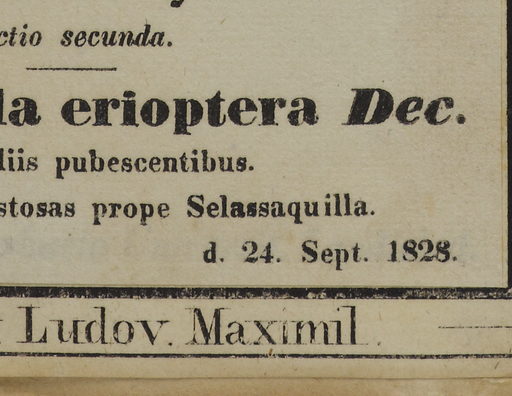 ctio secunda.
la erioptera Dec.
liis pubescentibus.
stosas prope Selassaquilla.
d. 24. Sept. 1828.
Ludov. Maximil.